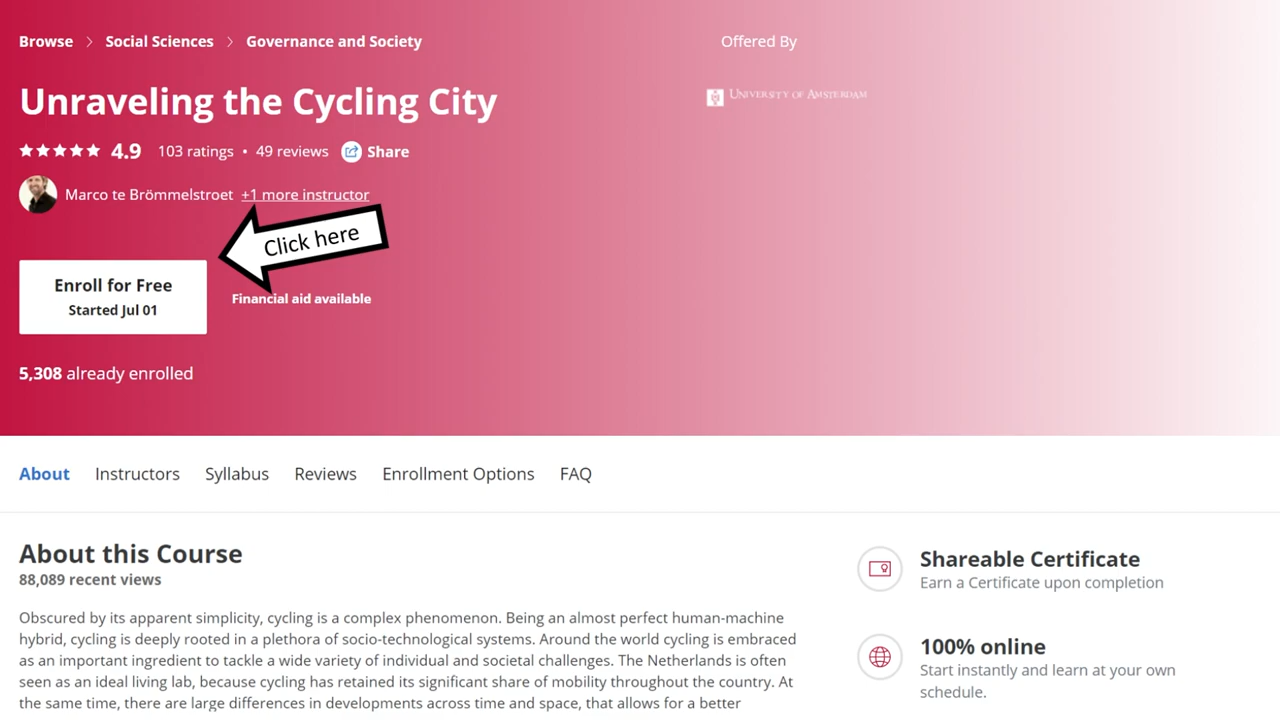 Browse > Social Sciences > Governance and Society
Offered By
Unraveling the Cycling City
UNIVERSITY OF AMSTERDAM
4.9 103 ratings • 49 reviews Share
Marco te Brömmelstroet +1 more instructor
Click here
Enroll for Free
Started Jul 01
Financial aid available
5,308 already enrolled
About Instructors Syllabus Reviews Enrollment Options FAQ
About this Course
88,089 recent views
Obscured by its apparent simplicity, cycling is a complex phenomenon. Being an almost perfect human-machine
hybrid, cycling is deeply rooted in a plethora of socio-technological systems. Around the world cycling is embraced
as an important ingredient to tackle a wide variety of individual and societal challenges. The Netherlands is often
seen as an ideal living lab, because cycling has retained its significant share of mobility throughout the country. At
the same time, there are large differences in developments across time and space, that allows for a better
Shareable Certificate
Earn a Certificate upon completion
100% online
Start instantly and learn at your own
schedule.